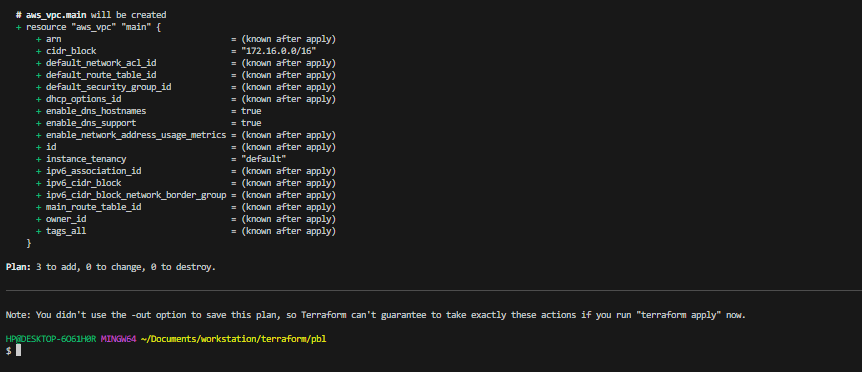 # aws_vpc.main will be created
+ resource "aws_vpc" "main" {
+ arn = (known after apply)
+ cidr_block = "172.16.0.0/16"
+ default_network_acl_id = (known after apply)
+ default_route_table_id = (known after apply)
+ default_security_group_id = (known after apply)
+ dhcp_options_id = (known after apply)
+ enable_dns_hostnames = true
+ enable_dns_support = true
+ enable_network_address_usage_metrics = (known after apply)
+ id = (known after apply)
+ instance_tenancy = "default"
+ ipv6_association_id = (known after apply)
+ ipv6_cidr_block = (known after apply)
+ ipv6_cidr_block_network_border_group = (known after apply)
+ main_route_table_id = (known after apply)
+ owner_id = (known after apply)
+ tags_all = (known after apply)
}
Plan: 3 to add, 0 to change, 0 to destroy.
Note: You didn't use the -out option to save this plan, so Terraform can't guarantee to take exactly these actions if you run "terraform apply" now.
HP@DESKTOP-6O61H0R MINGW64 ~/Documents/workstation/terraform/pbl
$